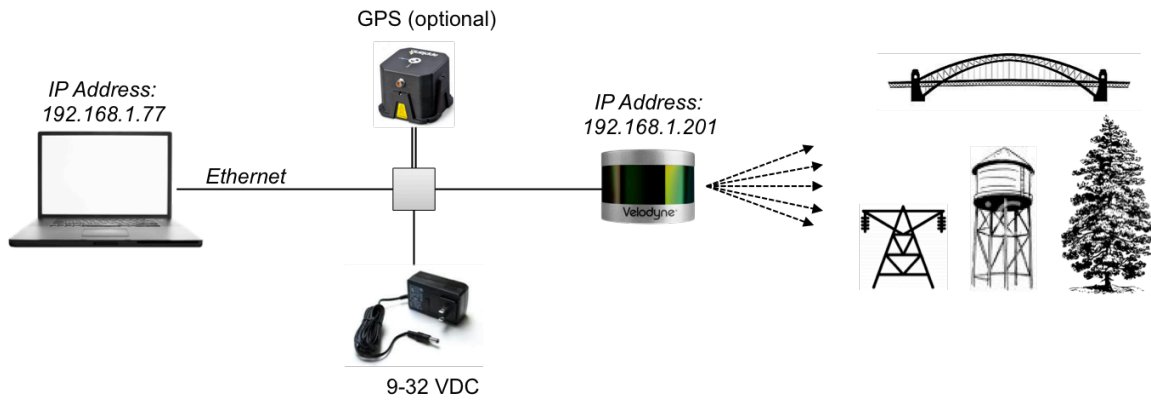 GPS (optional)
IP Address:
192.168.1.77
IP Address:
192.168.1.201
Ethernet
Velodyne
9-32 VDC